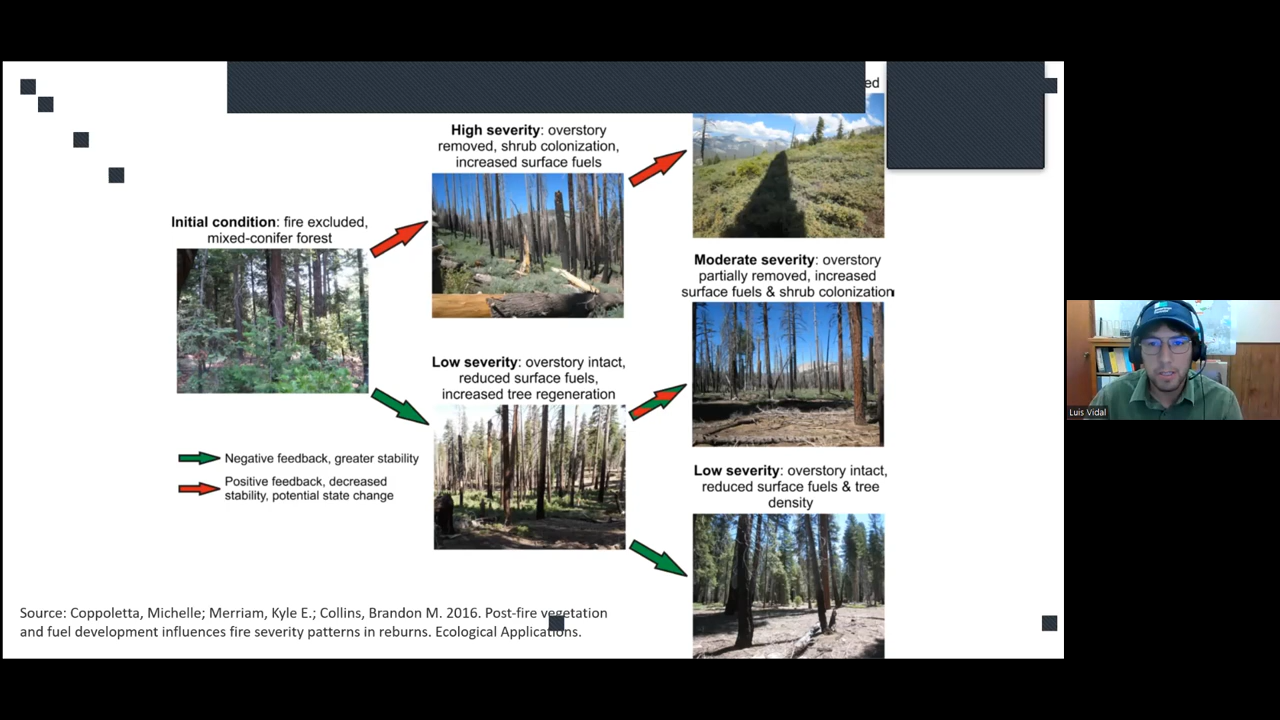 ed
High severity: overstory
removed, shrub colonization,
increased surface fuels
Initial condition: fire excluded,
mixed-conifer forest
Moderate severity: overstory
partially removed, increased
surface fuels & shrub colonization
Low severity: overstory intact,
reduced surface fuels,
increased tree regeneration
Negative feedback, greater stability
Positive feedback, decreased
stability, potential state change
Low severity: overstory intact,
reduced surface fuels & tree
density
Source: Coppoletta, Michelle; Merriam, Kyle E.; Collins, Brandon M. 2016. Post-fire vegetation
and fuel development influences fire severity patterns in reburns. Ecological Applications.
Luis Vidal